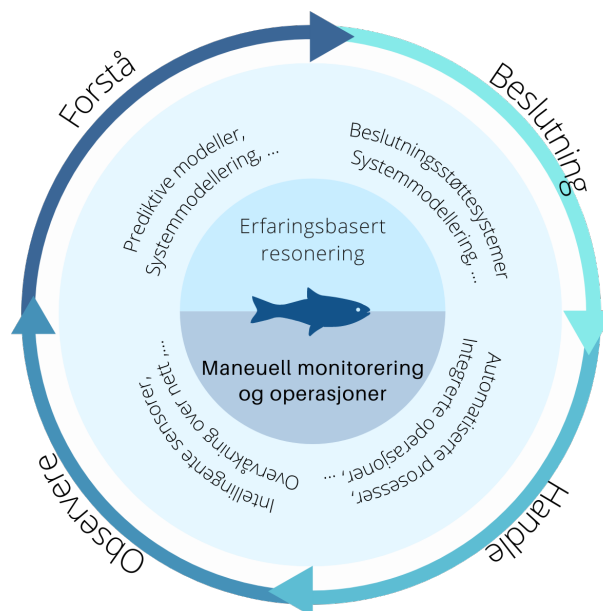 Forstå
Beslutning
Handle
Observere
Prediktive modeller,
Systemmodellering, ...
Beslutningsstøttesystemer
Systemmodellering, ...
Automatiserte prosesser,
Integrerte operasjoner, ...
Intellingente sensorer,
Overvåkning over nett, ...
Erfaringsbasert
resonering
Maneuell monitorering
og operasjoner